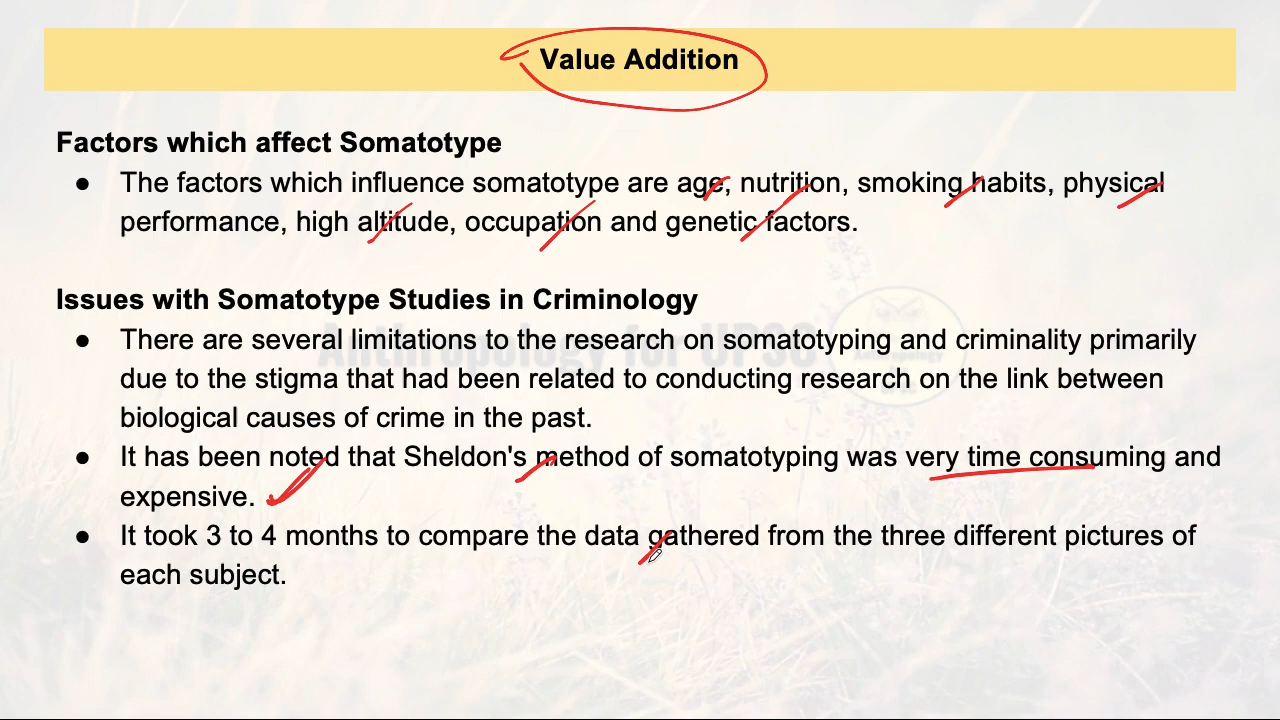 Value Addition
Factors which affect Somatotype
● The factors which influence somatotype are age, nutrition, smoking habits, physical
performance, high altitude, occupation and genetic factors.
Issues with Somatotype Studies in Criminology
● There are several limitations to the research on somatotyping and criminality primarily
due to the stigma that had been related to conducting research on the link between
biological causes of crime in the past.
● It has been noted that Sheldon's method of somatotyping was very time consuming and
expensive.
● It took 3 to 4 months to compare the data gathered from the three different pictures of
each subject.
Anthropology for UPSC